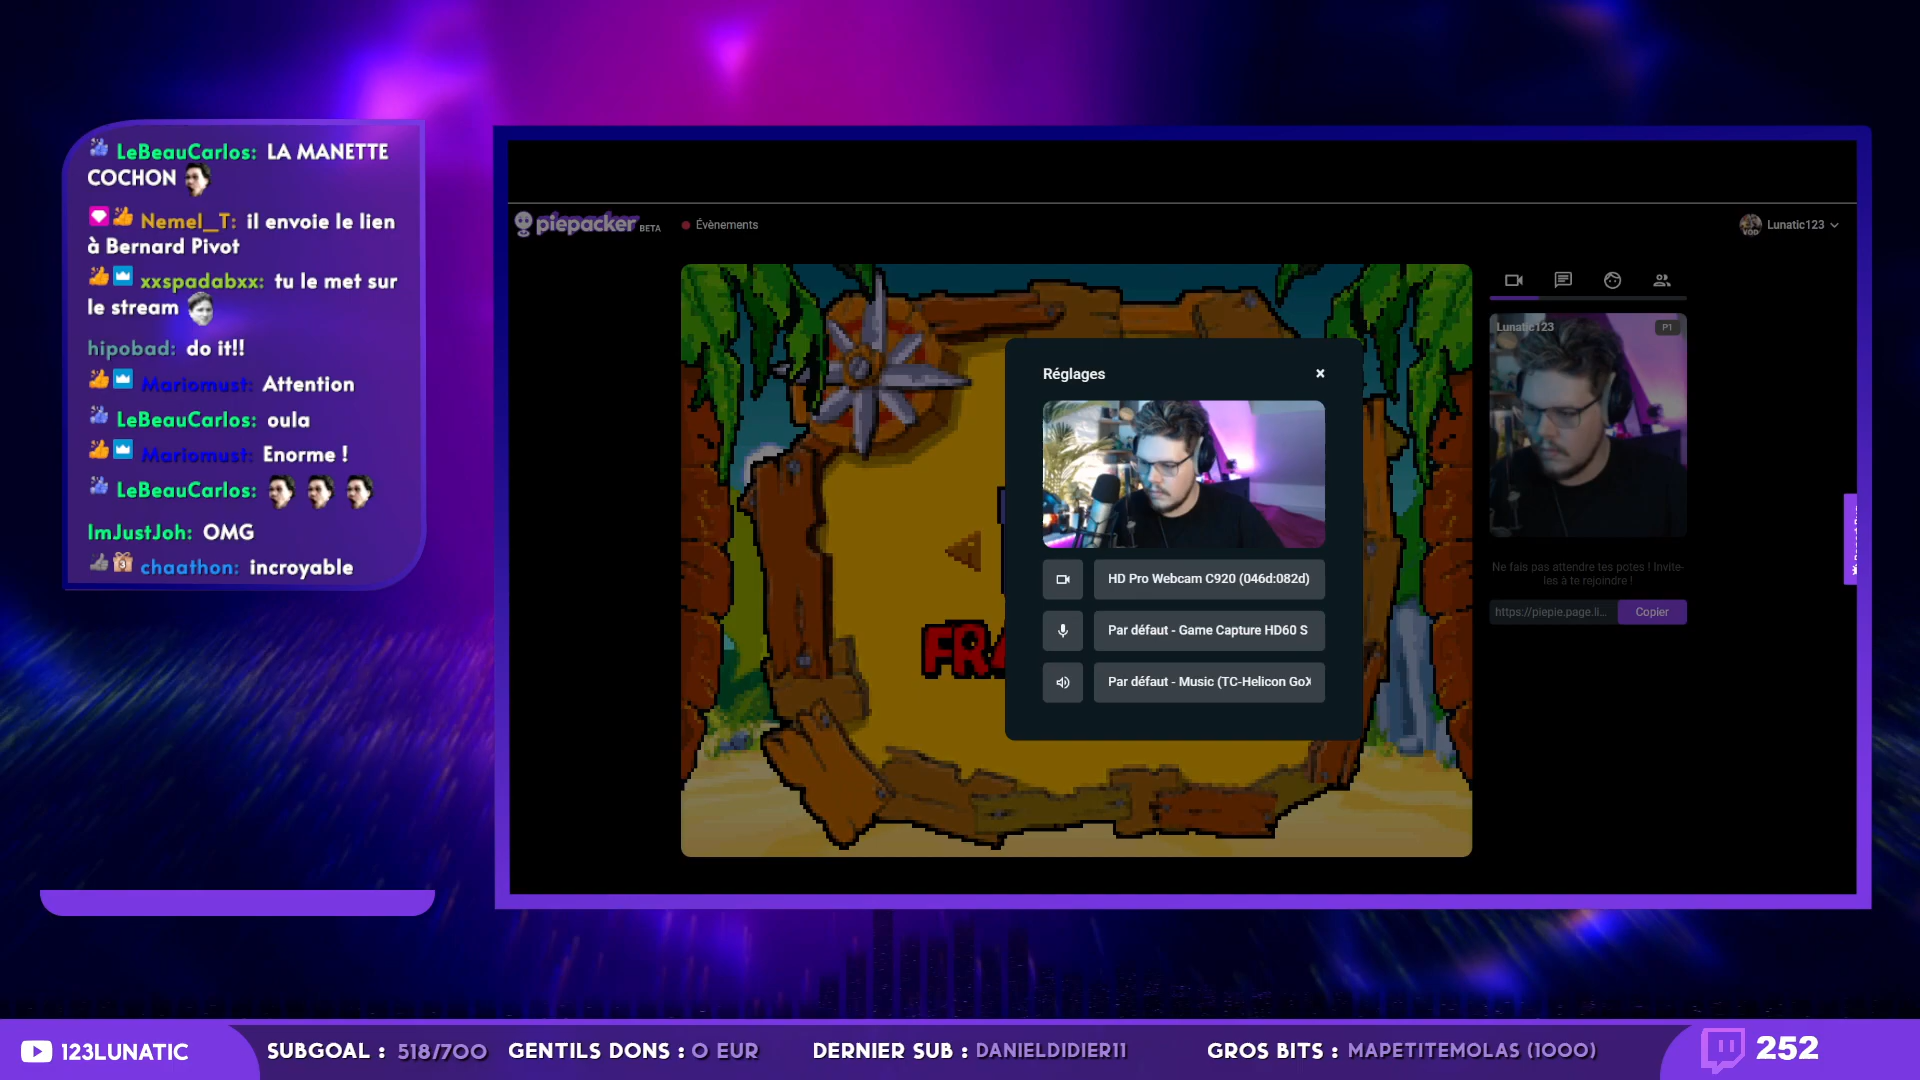 LeBeauCarlos: LA MANETTE
COCHON
Nemel_T: il envoie le lien
à Bernard Pivot
xxspadabxx: tu le met sur
le stream
hipobad: do it!!
Mariomust: Attention
LeBeauCarlos: oula
Mariomust: Enorme !
LeBeauCarlos:
ImJustJoh: OMG
3 chaathon: incroyable
piepacker BETA
Évènements
Lunatic123
Lunatic123
P1
Réglages
×
HD Pro Webcam C920 (046d:082d)
Par défaut - Game Capture HD60 S
Par défaut - Music (TC-Helicon GoX
FRA
Ne fais pas attendre tes potes ! Invite-
les à te rejoindre !
https://piepie.page.li...
Copier
123LUNATIC
SUBGOAL : 518/700
GENTILS DONS : 0 EUR
DERNIER SUB : DANIELDIDIER11
GROS BITS : MAPETITEMOLAS (1000)
252